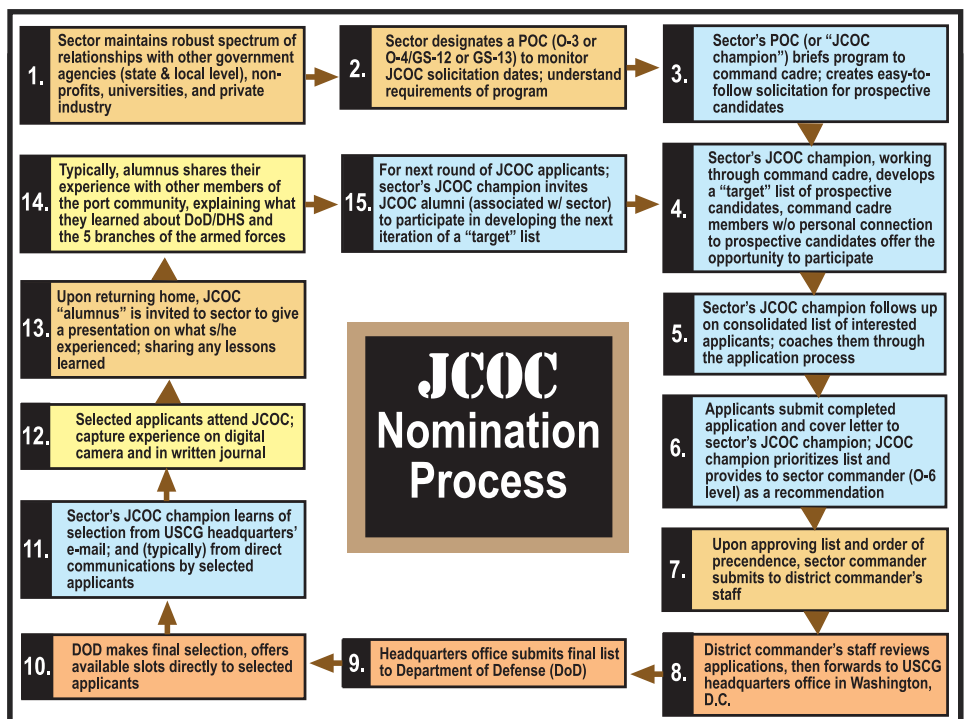 1.
Sector maintains robust spectrum of
relationships with other government
agencies (state & local level), non-
profits, universities, and private
industry
2.
Sector designates a POC (O-3 or
O-4/GS-12 or GS-13) to monitor
JCOC solicitation dates; understand
requirements of program
3.
Sector's POC (or “JCOC
champion”) briefs program to
command cadre; creates easy-to-
follow solicitation for prospective
candidates
4.
Sector's JCOC champion, working
through command cadre, develops
a “target” list of prospective
candidates, command cadre
members w/o personal connection
to prospective candidates offer the
opportunity to participate
5.
Sector's JCOC champion follows up
on consolidated list of interested
applicants; coaches them through
the application process
6.
Applicants submit completed
application and cover letter to
sector's JCOC champion; JCOC
champion prioritizes list and
provides to sector commander (O-6
level) as a recommendation
7.
Upon approving list and order of
precendence, sector commander
submits to district commander's
staff
8.
District commander's staff reviews
applications, then forwards to USCG
headquarters office in Washington,
D.C.
9.
Headquarters office submits final list
to Department of Defense (DoD)
10.
DOD makes final selection, offers
available slots directly to selected
applicants
11.
Sector's JCOC champion learns of
selection from USCG headquarters'
e-mail; and (typically) from direct
communications by selected
applicants
12.
Selected applicants attend JCOC;
capture experience on digital
camera and in written journal
13.
Upon returning home, JCOC
“alumnus” is invited to sector to give
a presentation on what s/he
experienced; sharing any lessons
learned
14.
Typically, alumnus shares their
experience with other members of
the port community, explaining what
they learned about DoD/DHS and
the 5 branches of the armed forces
15.
For next round of JCOC applicants;
sector's JCOC champion invites
JCOC alumni (associated w/ sector)
to participate in developing the next
iteration of a “target” list
JCOC
Nomination
Process